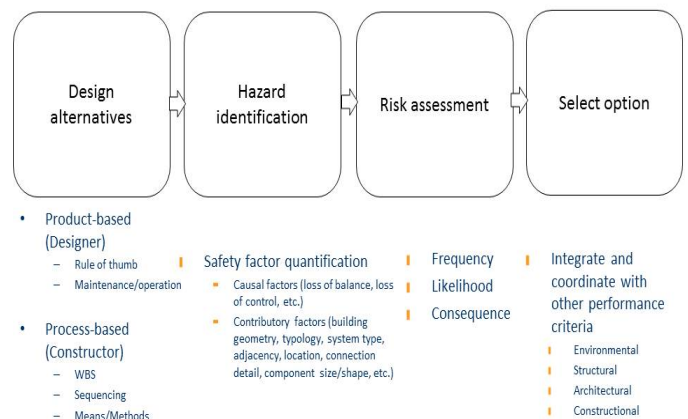 Design
alternatives
Hazard
identification
Risk assessment
Select option
• Product-based
(Designer)
– Rule of thumb
– Maintenance/operation
• Process-based
(Constructor)
– WBS
– Sequencing
– Means/Methods
Safety factor quantification
Causal factors (loss of balance, loss
of control, etc.)
Contributory factors (building
geometry, typology, system type,
adjacency, location, connection
detail, component size/shape, etc.)
Frequency
Likelihood
Consequence
Integrate and
coordinate with
other performance
criteria
Environmental
Structural
Architectural
Constructional